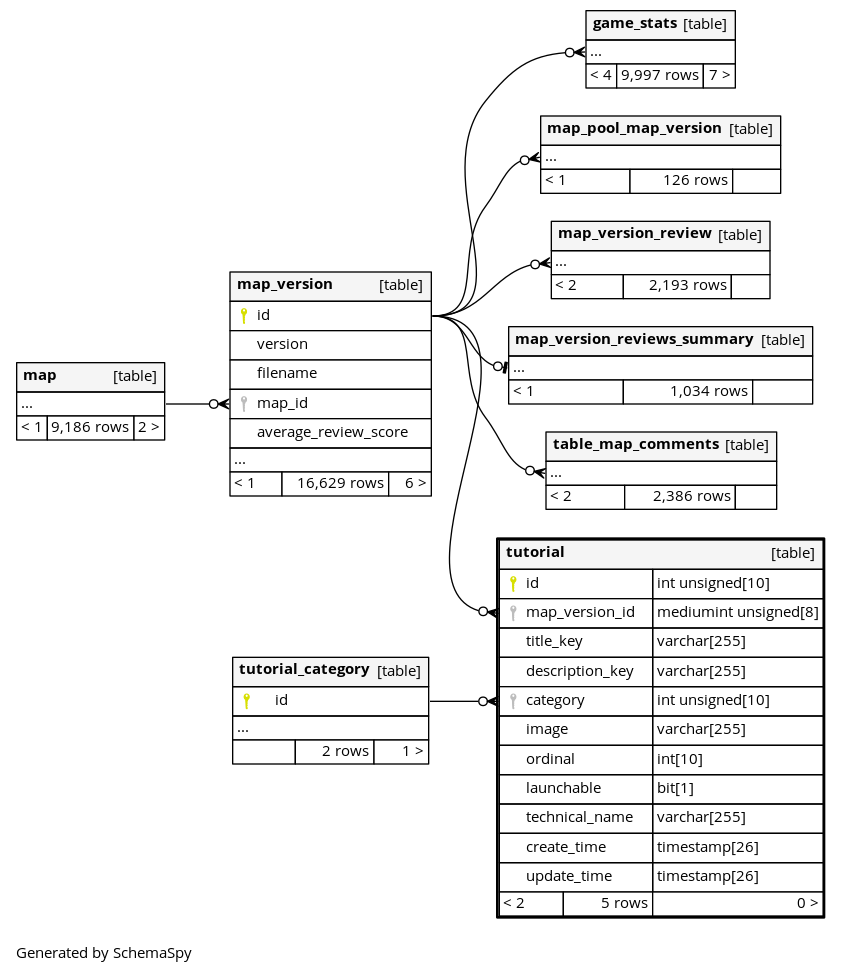 game_stats [table]
...
< 4 9,997 rows 7 >
map_pool_map_version [table]
...
< 1 126 rows
map_version_review [table]
...
< 2 2,193 rows
map_version [table]
id
version
filename
map_id
average_review_score
...
< 1 16,629 rows 6 >
map_version_reviews_summary [table]
...
< 1 1,034 rows
map [table]
...
< 1 9,186 rows 2 >
table_map_comments [table]
...
< 2 2,386 rows
tutorial [table]
id int unsigned[10]
map_version_id mediumint unsigned[8]
title_key varchar[255]
description_key varchar[255]
category int unsigned[10]
image varchar[255]
ordinal int[10]
launchable bit[1]
technical_name varchar[255]
create_time timestamp[26]
update_time timestamp[26]
< 2 5 rows 0 >
tutorial_category [table]
id
...
2 rows 1 >
Generated by SchemaSpy